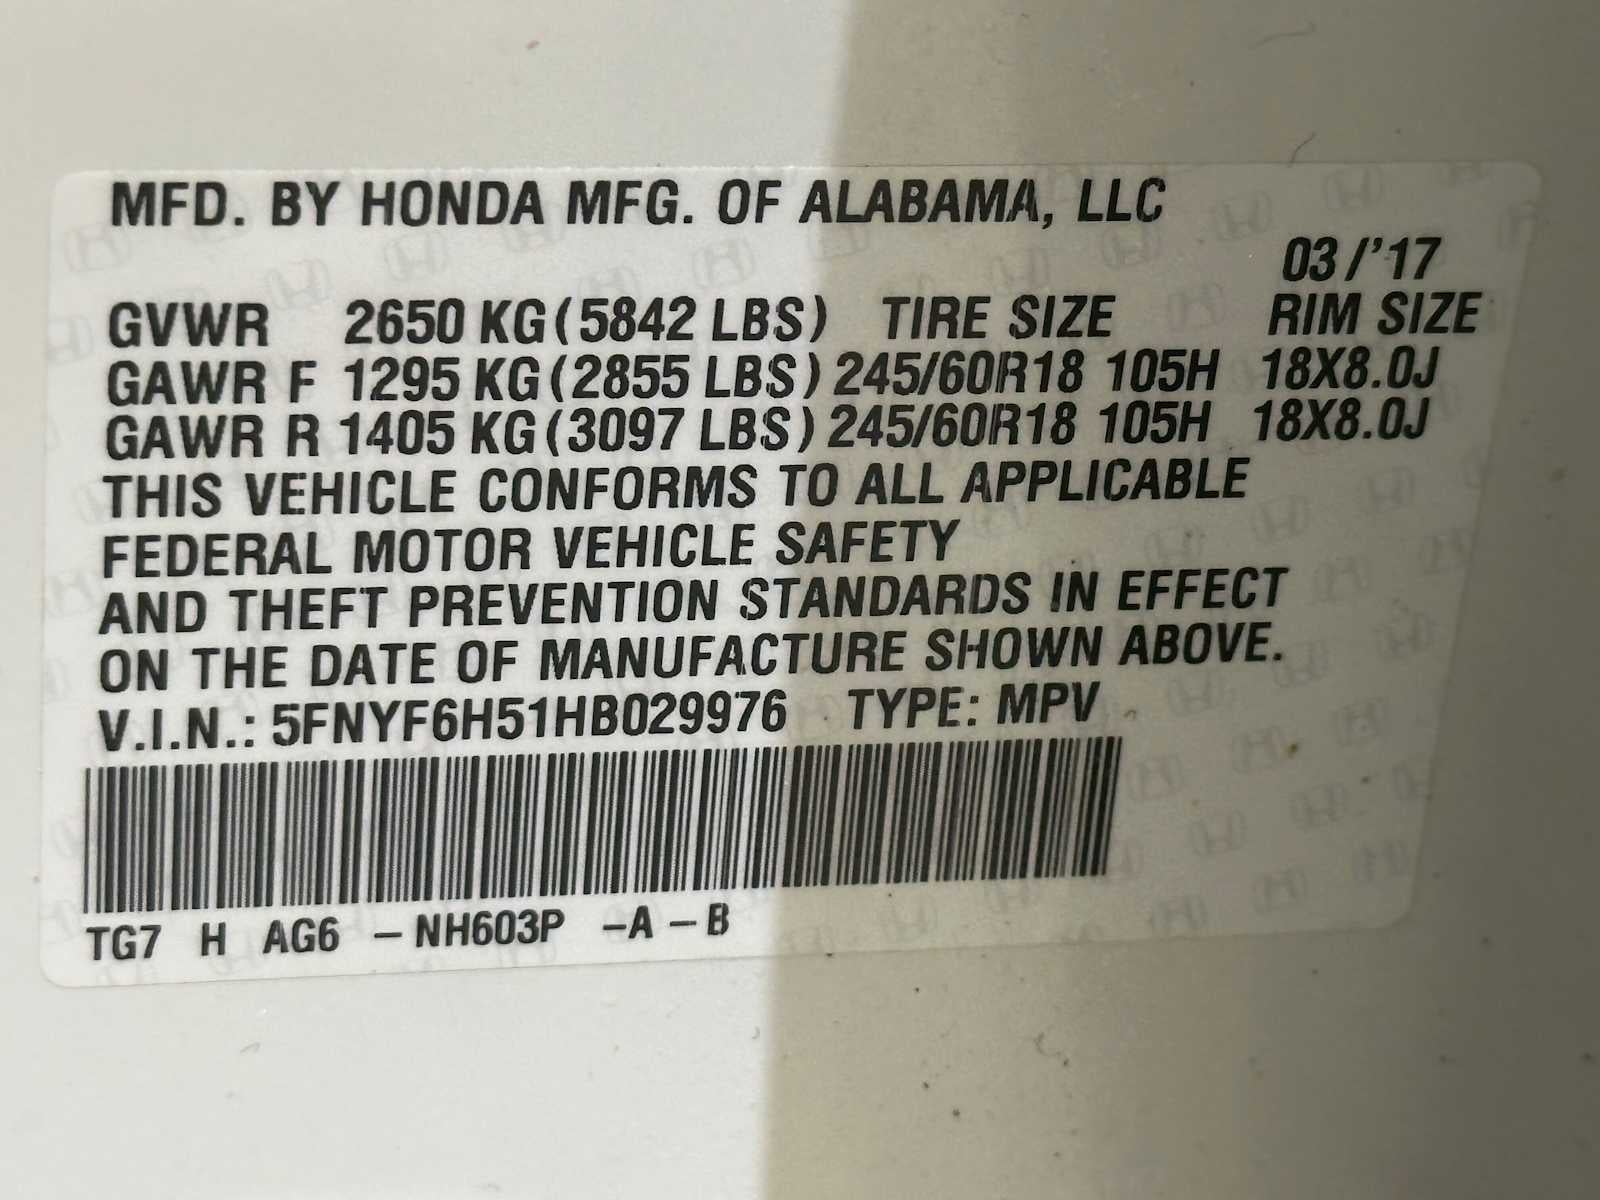 MFD. BY HONDA MFG. OF ALABAMA, LLC
03/'17
GVWR 2650 KG (5842 LBS) TIRE SIZE RIM SIZE
GAWR F 1295 KG (2855 LBS) 245/60R18 105H 18X8.0J
GAWR R 1405 KG (3097 LBS) 245/60R18 105H 18X8.0J
THIS VEHICLE CONFORMS TO ALL APPLICABLE
FEDERAL MOTOR VEHICLE SAFETY
AND THEFT PREVENTION STANDARDS IN EFFECT
ON THE DATE OF MANUFACTURE SHOWN ABOVE.
V.I.N.: 5FNYF6H51HB029976 TYPE: MPV
TG7 H AG6 – NH603P -A – B